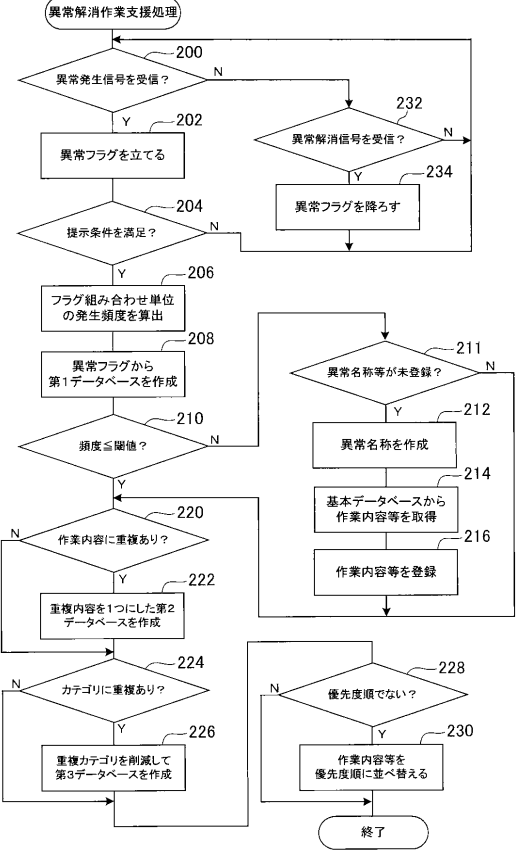 異常解消作業支援処理
200
異常発生信号を受信？
N
Y
202
異常フラグを立てる
232
異常解消信号を受信？
N
Y
234
異常フラグを降ろす
204
提示条件を満足？
N
Y
206
フラグ組み合わせ単位
の発生頻度を算出
208
異常フラグから
第1データベースを作成
210
頻度≦閾値？
N
Y
211
異常名称等が未登録？
N
Y
212
異常名称を作成
214
基本データベースから
作業内容等を取得
216
作業内容等を登録
220
N
作業内容に重複あり？
Y
222
重複内容を1つにした第2
データベースを作成
224
N
カテゴリに重複あり？
Y
226
重複カテゴリを削減して
第3データベースを作成
228
N
優先度順でない？
Y
230
作業内容等を
優先度順に並べ替える
終了